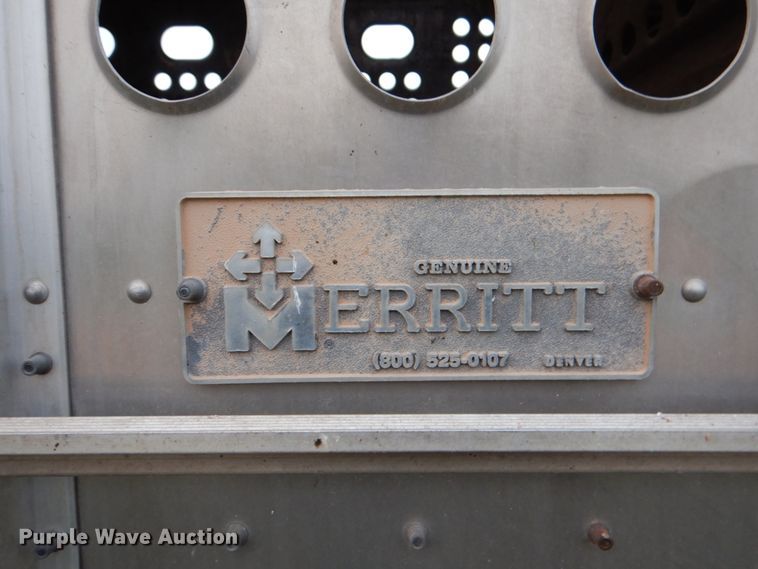 GENUINE
MERRITT®
(800) 525-0107 DENVER
Purple Wave Auction